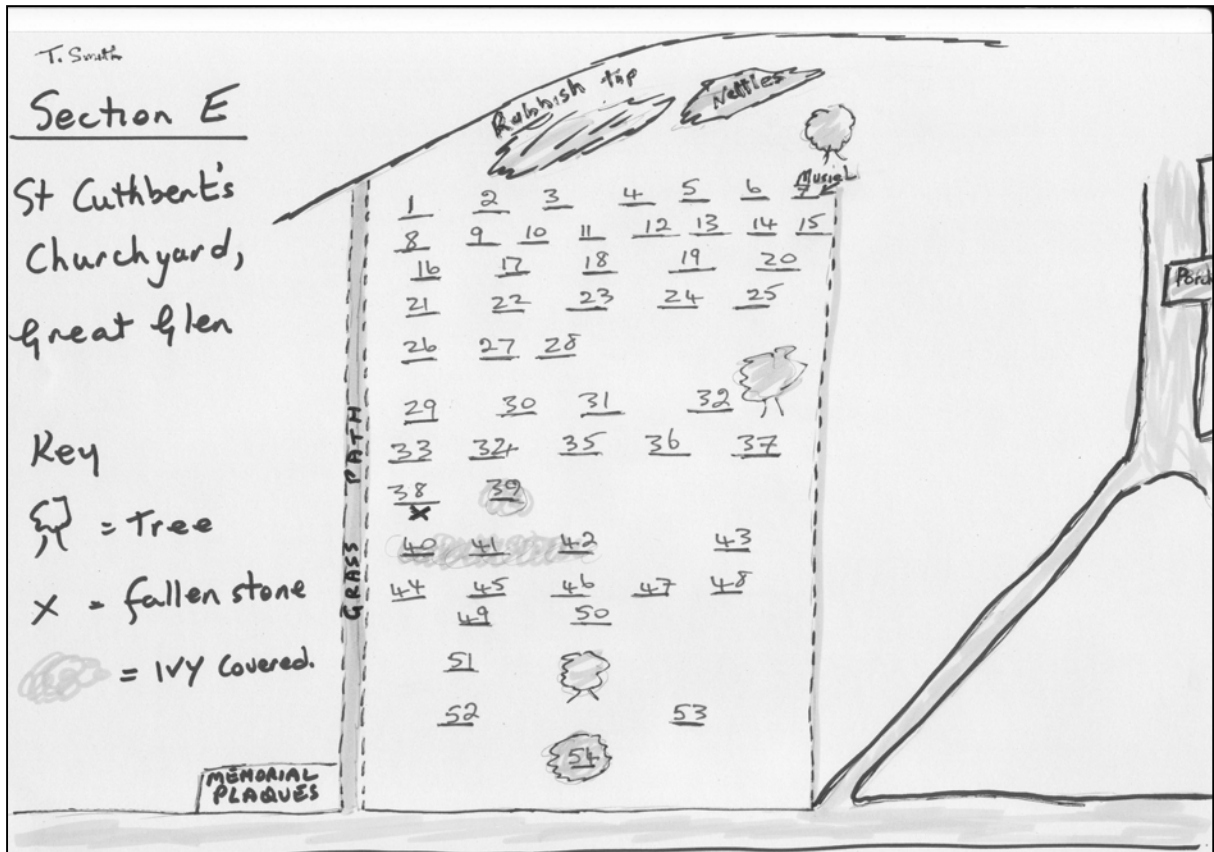 T. Smith
Section E
St Cuthbert's
Churchyard,
Great Glen
Key
= Tree
X = fallen stone
= IVY Covered.
MEMORIAL
PLAQUES
GRASS PATH
Rubbish tip
Nettles
Muriel
Porch
1 2 3 4 5 6 7
8 9 10 11 12 13 14 15
16 17 18 19 20
21 22 23 24 25
26 27 28
29 30 31 32
33 34 35 36 37
38 39
X
40 41 42 43
44 45 46 47 48
49 50
51
52 53
54